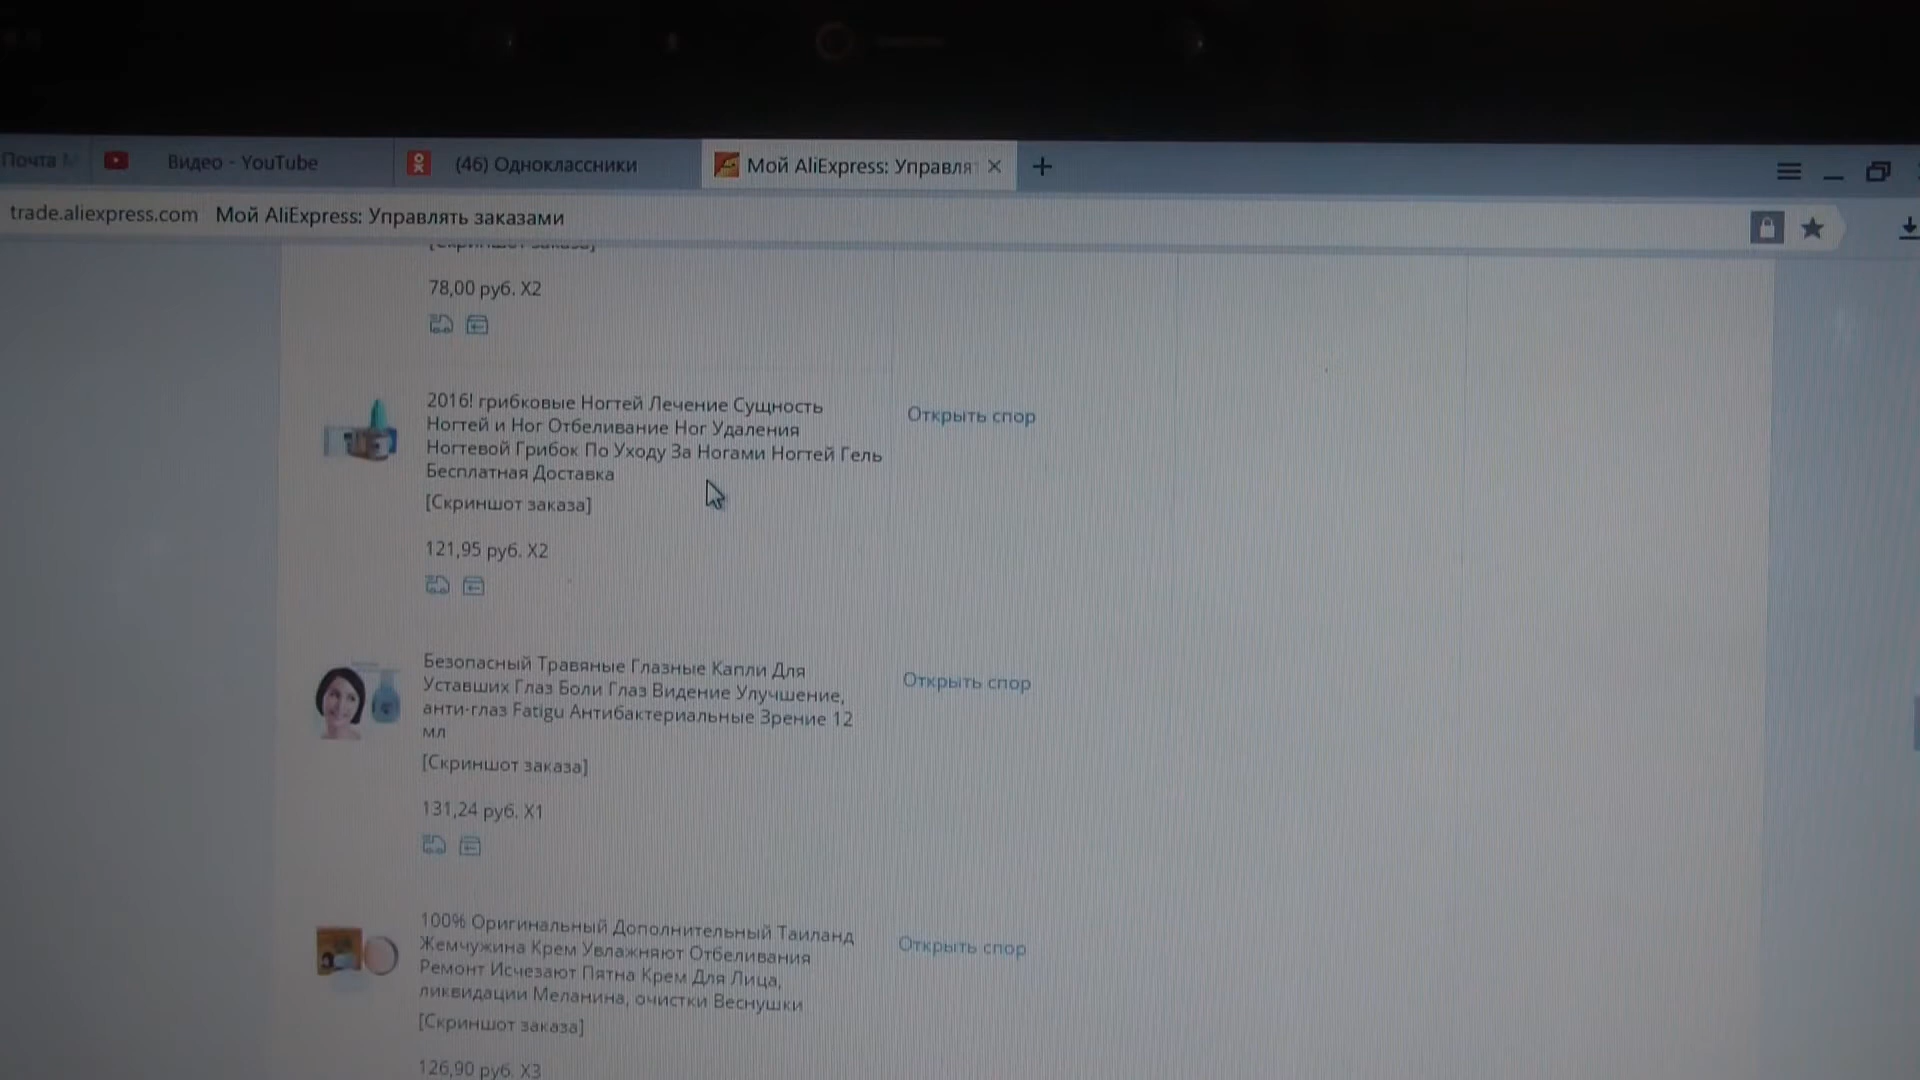 Почта
Видео - YouTube
(46) Одноклассники
Мой AliExpress: Управля
trade.aliexpress.com Мой AliExpress: Управлять заказами
[Скриншот заказа]
78,00 руб. X2
2016! грибковые Ногтей Лечение Сущность
Ногтей и Ног Отбеливание Ног Удаления
Ногтевой Грибок По Уходу За Ногами Ногтей Гель
Бесплатная Доставка
[Скриншот заказа]
121,95 руб. X2
Открыть спор
Безопасный Травяные Глазные Капли Для
Уставших Глаз Боли Глаз Видение Улучшение,
анти-глаз Fatigu Антибактериальные Зрение 12
мл
[Скриншот заказа]
131,24 руб. X1
Открыть спор
100% Оригинальный Дополнительный Таиланд
Жемчужина Крем Увлажняют Отбеливания
Ремонт Исчезают Пятна Крем Для Лица,
ликвидации Меланина, очистки Веснушки
[Скриншот заказа]
126,90 руб. X3
Открыть спор